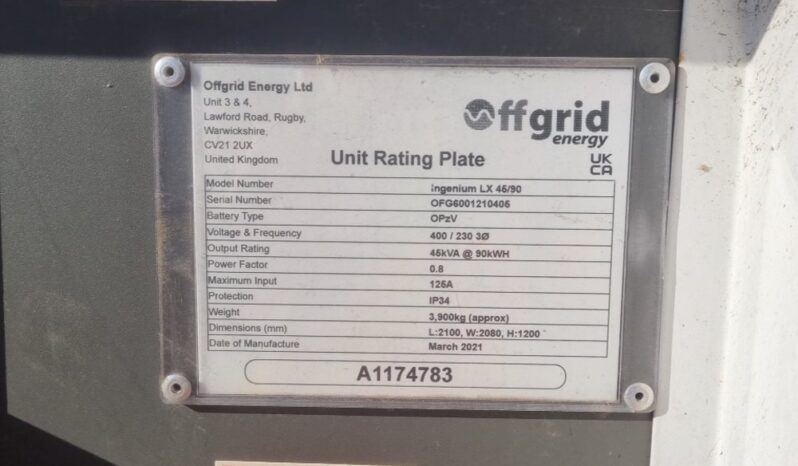 Offgrid Energy Ltd
Unit 3 & 4,
Lawford Road, Rugby,
Warwickshire,
CV21 2UX
United Kingdom
Offgrid
energy
Unit Rating Plate
UK
CA
Model Number Ingenium LX 45/90
Serial Number OFG6001210405
Battery Type OPzV
Voltage & Frequency 400 / 230 3Ø
Output Rating 45kVA @ 90kWH
Power Factor 0.8
Maximum Input 125A
Protection IP34
Weight 3,900kg (approx)
Dimensions (mm) L:2100, W:2080, H:1200
Date of Manufacture March 2021
A1174783